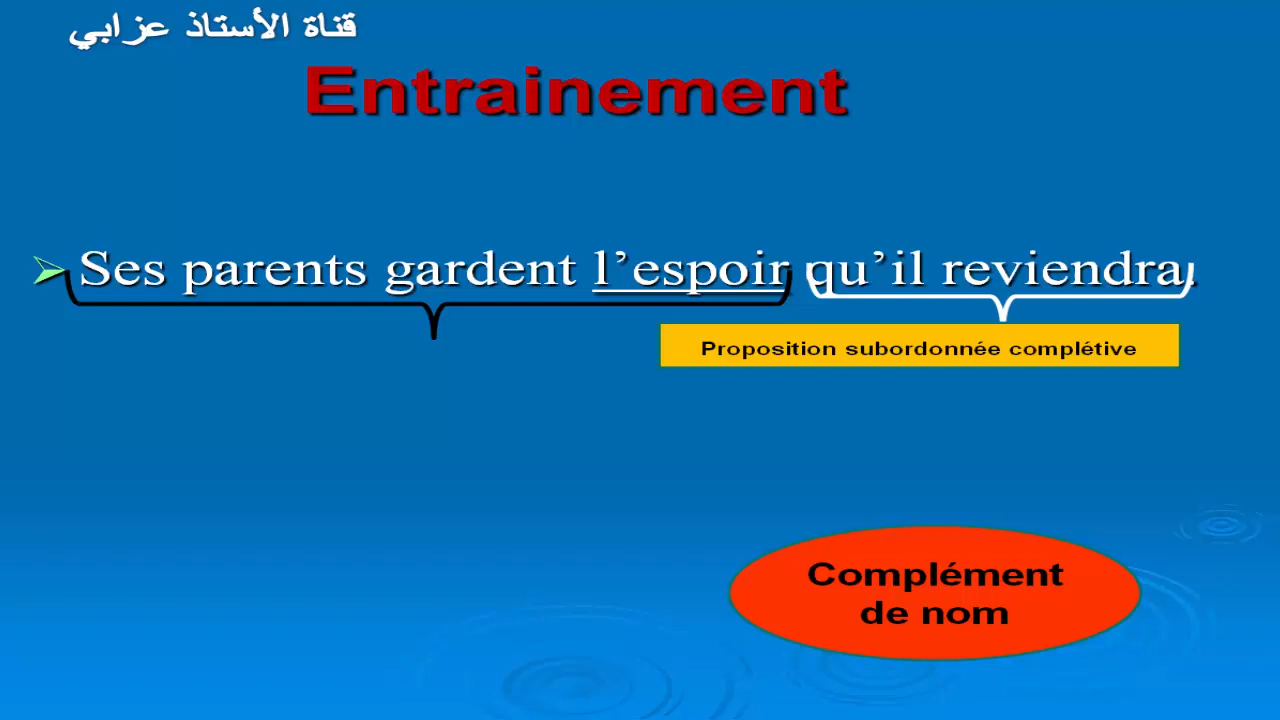 قناة الأستاذ عزابي
Entrainement
Ses parents gardent l’espoir qu’il reviendra.
Proposition subordonnée complétive
Complément
de nom